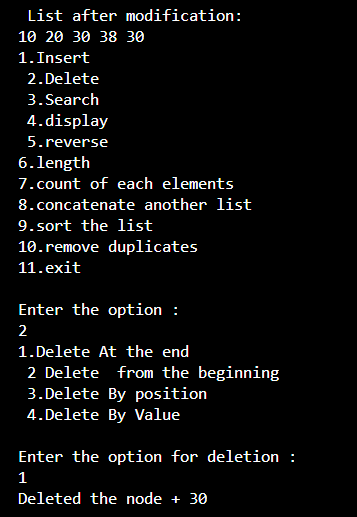 List after modification:
10 20 30 38 30
1.Insert
2.Delete
3.Search
4.display
5.reverse
6.length
7.count of each elements
8.concatenate another list
9.sort the list
10.remove duplicates
11.exit
Enter the option :
2
1.Delete At the end
2 Delete  from the beginning
3.Delete By position
4.Delete By Value
Enter the option for deletion :
1
Deleted the node + 30